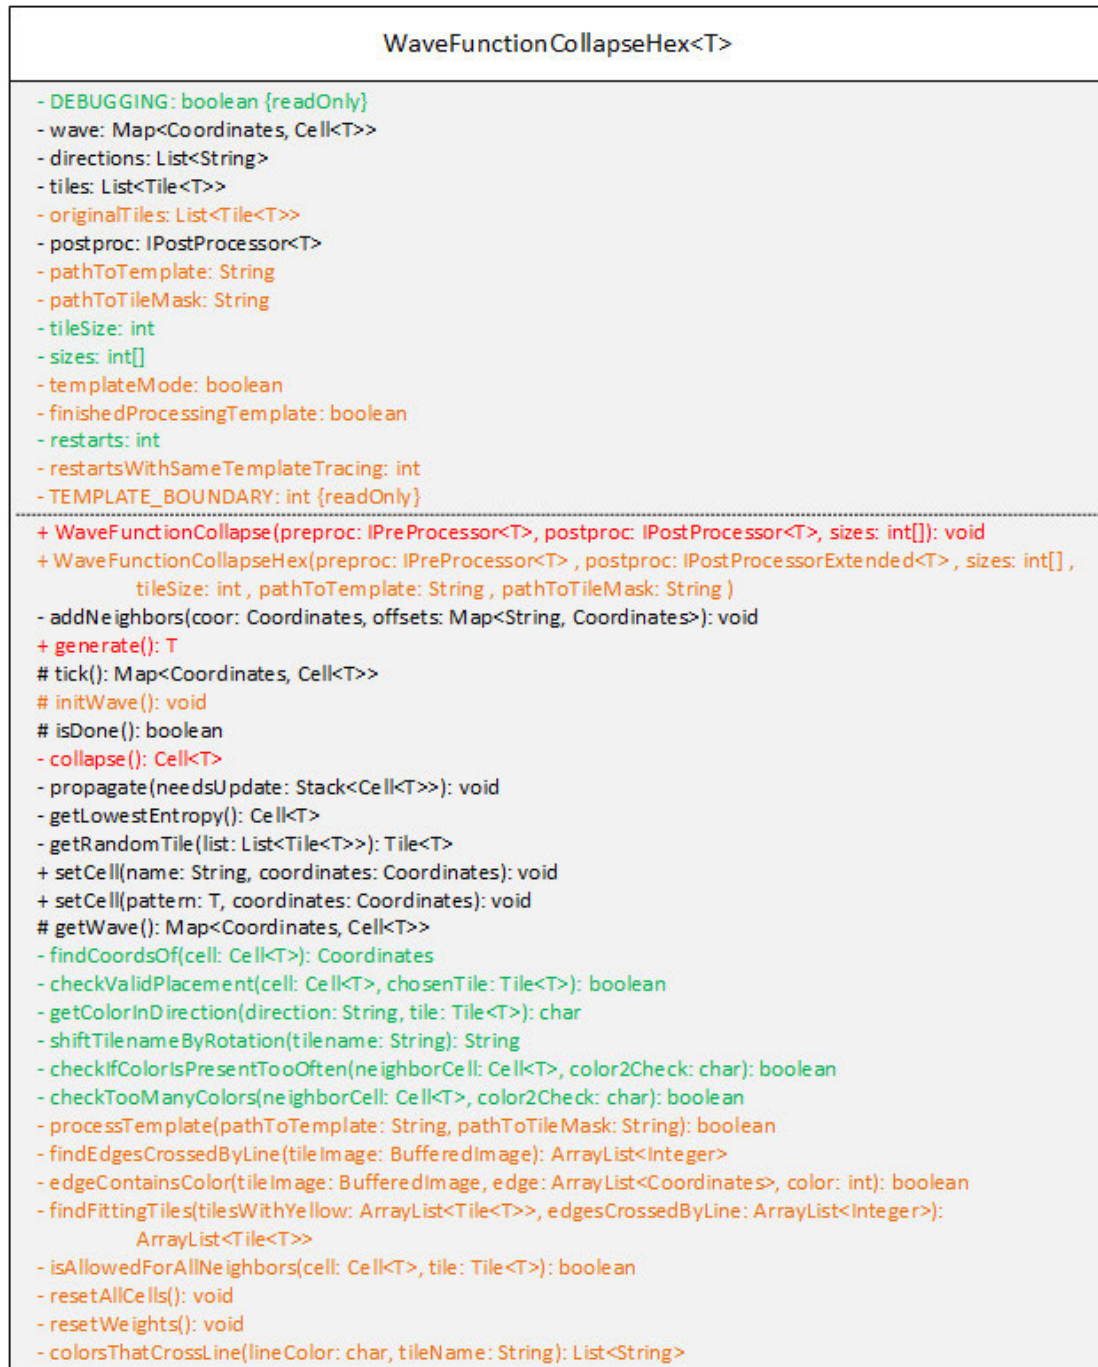 WaveFunctionCollapseHex<T>
- DEBUGGING: boolean {readOnly}
- wave: Map<Coordinates, Cell<T>>
- directions: List<String>
- tiles: List<Tile<T>>
- originalTiles: List<Tile<T>>
- postproc: IPostProcessor<T>
- pathToTemplate: String
- pathToTileMask: String
- tileSize: int
- sizes: int[]
- templateMode: boolean
- finishedProcessingTemplate: boolean
- restarts: int
- restartsWithSameTemplateTracing: int
- TEMPLATE_BOUNDARY: int {readOnly}
+ WaveFunctionCollapse(preproc: IPreProcessor<T>, postproc: IPostProcessor<T>, sizes: int[]): void
+ WaveFunctionCollapseHex(preproc: IPreProcessor<T> , postproc: IPostProcessorExtended<T> , sizes: int[] ,
tileSize: int , pathToTemplate: String , pathToTileMask: String )
- addNeighbors(coor: Coordinates, offsets: Map<String, Coordinates>): void
+ generate(): T
# tick(): Map<Coordinates, Cell<T>>
# initWave(): void
# isDone(): boolean
- collapse(): Cell<T>
- propagate(needsUpdate: Stack<Cell<T>>): void
- getLowestEntropy(): Cell<T>
- getRandomTile(list: List<Tile<T>>): Tile<T>
+ setCell(name: String, coordinates: Coordinates): void
+ setCell(pattern: T, coordinates: Coordinates): void
# getWave(): Map<Coordinates, Cell<T>>
- findCoordsOf(cell: Cell<T>): Coordinates
- checkValidPlacement(cell: Cell<T>, chosenTile: Tile<T>): boolean
- getColorInDirection(direction: String, tile: Tile<T>): char
- shiftTilenameByRotation(tilename: String): String
- checkIfColorIsPresentTooOften(neighborCell: Cell<T>, color2Check: char): boolean
- checkTooManyColors(neighborCell: Cell<T>, color2Check: char): boolean
- processTemplate(pathToTemplate: String, pathToTileMask: String): boolean
- findEdgesCrossedByLine(tileImage: BufferedImage): ArrayList<Integer>
- edgeContainsColor(tileImage: BufferedImage, edge: ArrayList<Coordinates>, color: int): boolean
- findFittingTiles(tilesWithYellow: ArrayList<Tile<T>>, edgesCrossedByLine: ArrayList<Integer>):
ArrayList<Tile<T>>
- isAllowedForAllNeighbors(cell: Cell<T>, tile: Tile<T>): boolean
- resetAllCells(): void
- resetWeights(): void
- colorsThatCrossLine(lineColor: char, tileName: String): List<String>